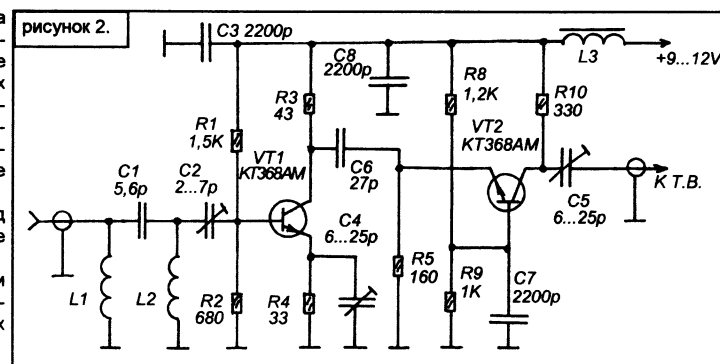 рисунок 2.
C3 2200p
L3
+9...12V
C8
2200p
R8
1,2K
R3
43
R10
330
R1
1,5K
VT1
KT368AM
VT2
KT368AM
C1
5,6p
C2
2...7p
C6
27p
К Т.В.
C5
6...25p
C4
6...25p
R5
160
L1
L2
R2
680
R4
33
R9
1K
C7
2200p